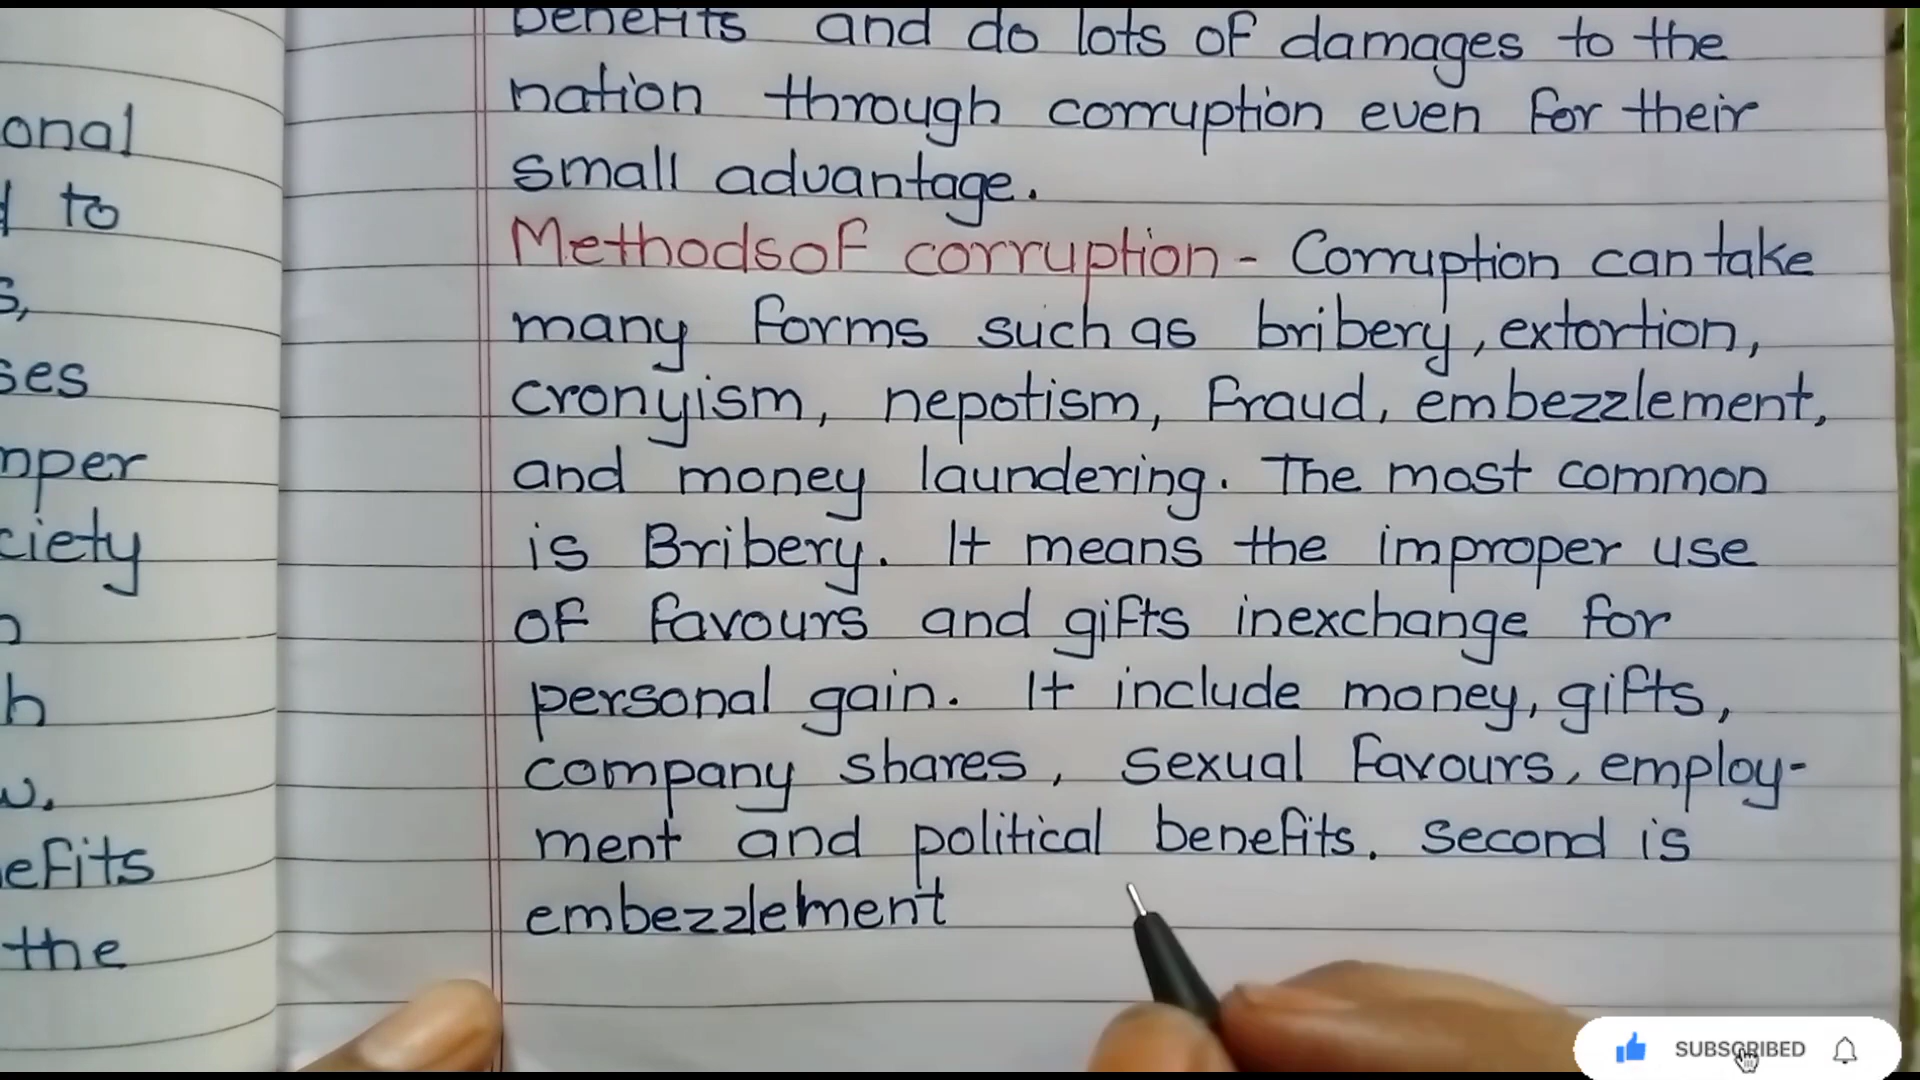 benefits and do lots of damages to the
nation through corruption even for their
small advantage.
Methods of corruption - Corruption can take
many forms such as bribery, extortion,
cronyism, nepotism, fraud, embezzlement,
and money laundering. The most common
is Bribery. It means the improper use
of favours and gifts inexchange for
personal gain. It include money, gifts,
company shares, sexual favours, employ-
ment and political benefits. Second is
embezzlement
onal
to
s,
ses
mper
ciety
h
w.
efits
the
SUBSCRIBED